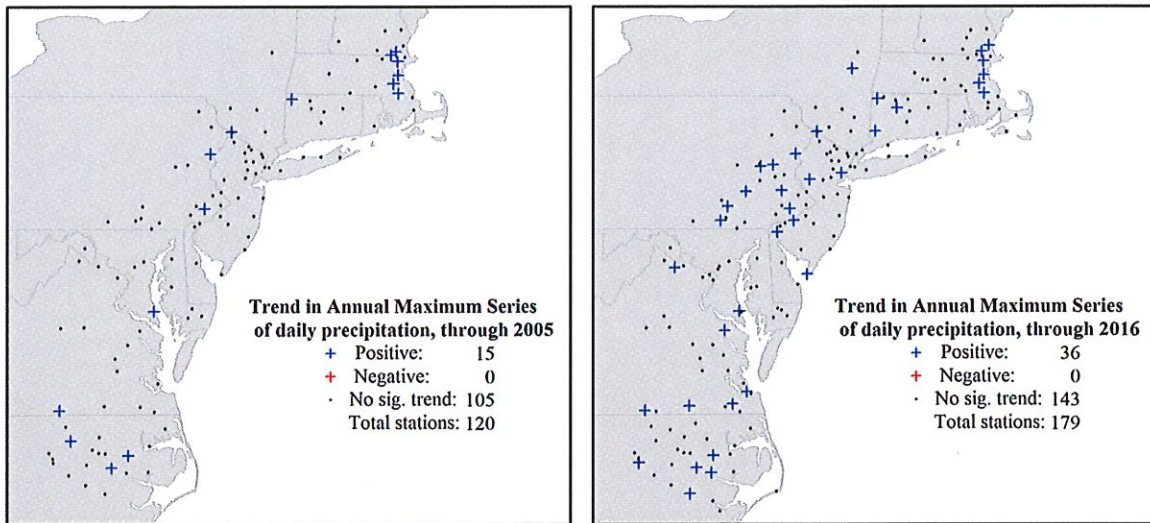 Trend in Annual Maximum Series
of daily precipitation, through 2005
+ Positive: 15
+ Negative: 0
· No sig. trend: 105
Total stations: 120
Trend in Annual Maximum Series
of daily precipitation, through 2016
+ Positive: 36
+ Negative: 0
· No sig. trend: 143
Total stations: 179